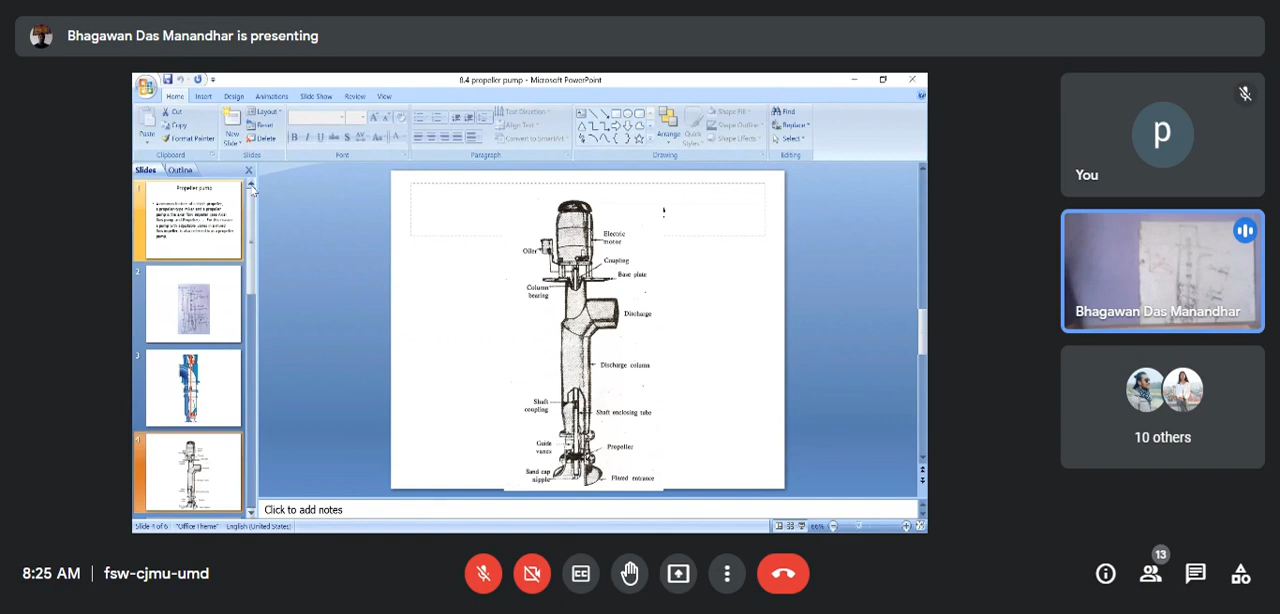 Bhagawan Das Manandhar is presenting
8.4 propeller pump - Microsoft PowerPoint
Home Insert Design Animations Slide Show Review View
Cut
Copy
Format Painter
Paste
New
Slide
Layout
Reset
Delete
Text Direction
Align Text
Convert to SmartArt
Arrange
Quick
Styles
Shape Fill
Shape Outline
Shape Effects
Find
Replace
Select
Clipboard Slides Font Paragraph Drawing Editing
Slides Outline
1
Propeller pump
2
3
4
Electric
motor
Oiler
Coupling
Base plate
Column
bearing
Discharge
Discharge column
Shaft
coupling
Shaft enclosing tube
Guide
vanes
Propeller
Sand cap
nipple
Flared entrance
Click to add notes
Slide 4 of 6 "Office Theme" English (United States)
66%
p
You
Bhagawan Das Manandhar
10 others
8:25 AM | fsw-cjmu-umd
13